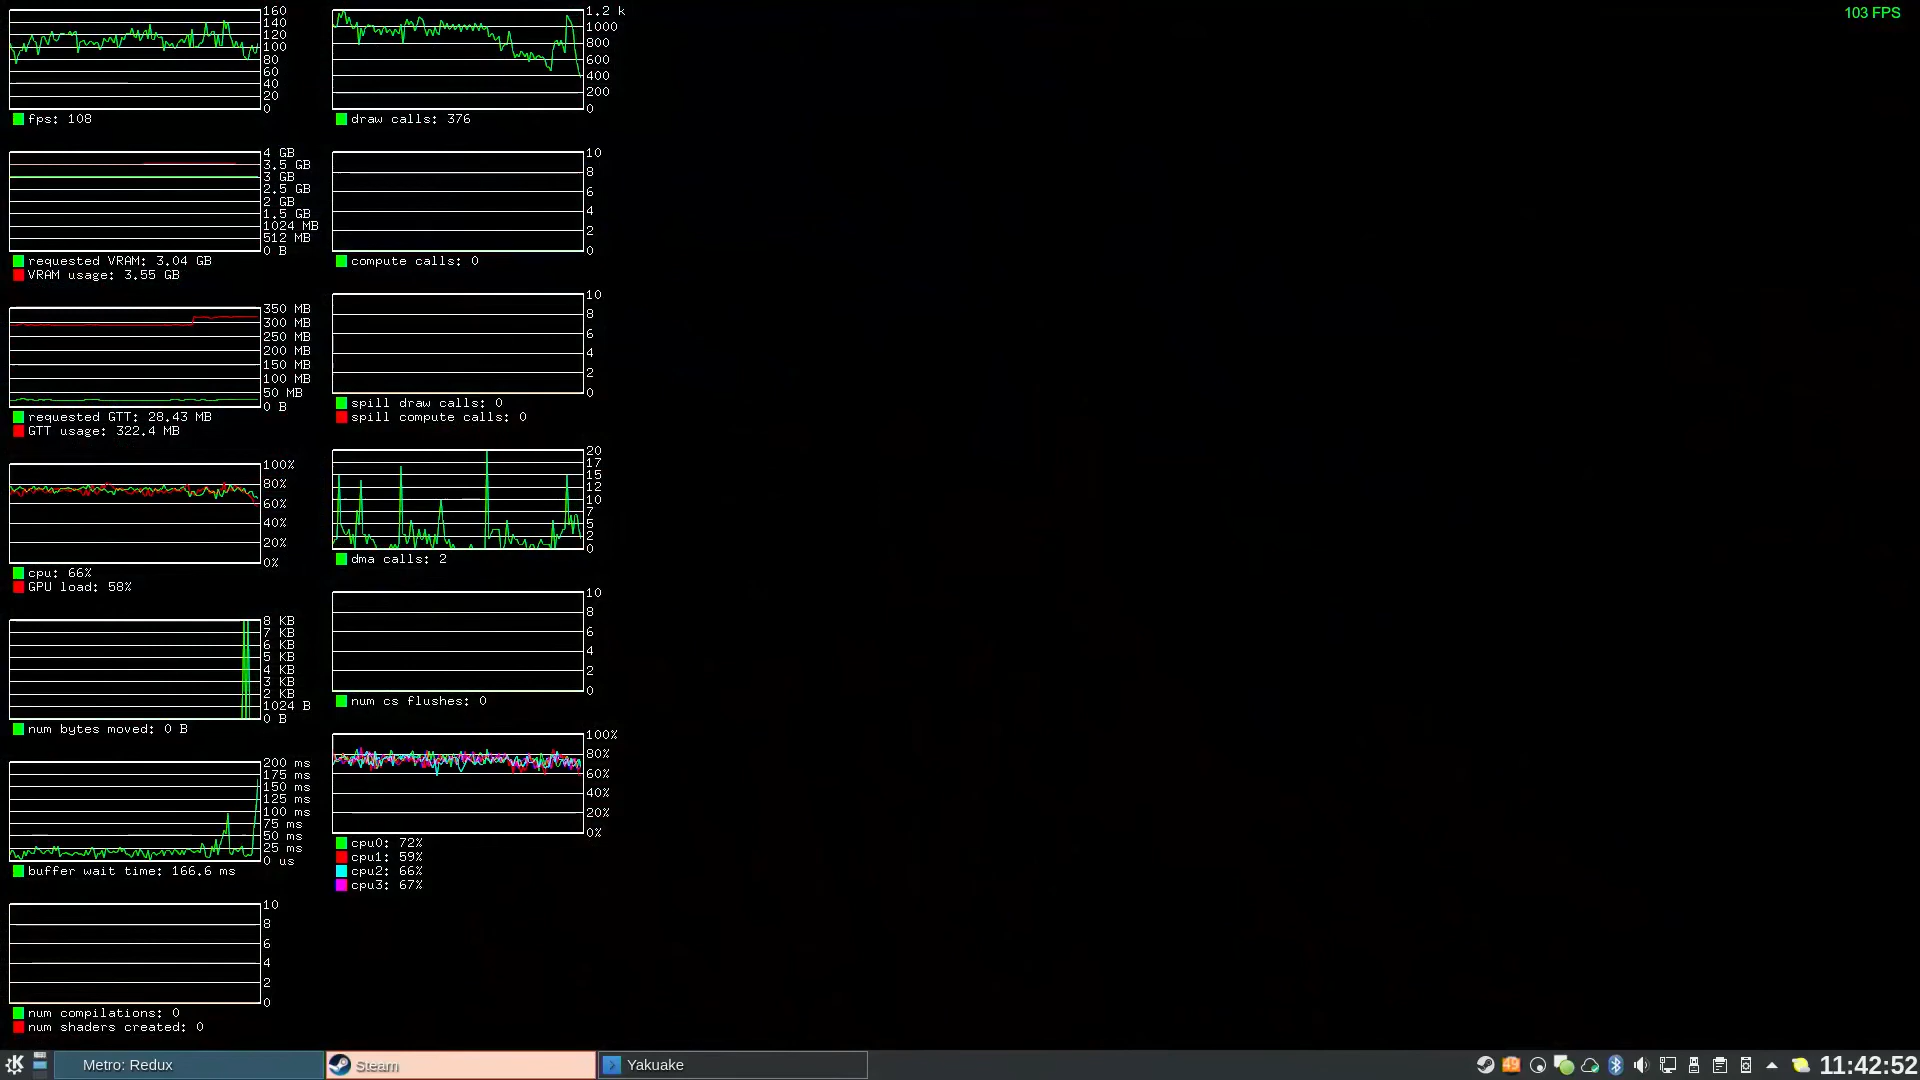 160
140
120
100
80
60
40
20
0
fps: 108
4 GB
3.5 GB
3 GB
2.5 GB
2 GB
1.5 GB
1024 MB
512 MB
0 B
requested VRAM: 3.04 GB
VRAM usage: 3.55 GB
350 MB
300 MB
250 MB
200 MB
150 MB
100 MB
50 MB
0 B
requested GTT: 28.43 MB
GTT usage: 322.4 MB
100%
80%
60%
40%
20%
0%
cpu: 66%
GPU load: 58%
8 KB
7 KB
6 KB
5 KB
4 KB
3 KB
2 KB
1024 B
0 B
num bytes moved: 0 B
200 ms
175 ms
150 ms
125 ms
100 ms
75 ms
50 ms
25 ms
0 us
buffer wait time: 166.6 ms
10
8
6
4
2
0
num compilations: 0
num shaders created: 0
1.2 k
1000
800
600
400
200
0
draw calls: 376
10
8
6
4
2
0
compute calls: 0
10
8
6
4
2
0
spill draw calls: 0
spill compute calls: 0
20
17
15
12
10
7
5
2
0
dma calls: 2
10
8
6
4
2
0
num cs flushes: 0
100%
80%
60%
40%
20%
0%
cpu0: 72%
cpu1: 59%
cpu2: 66%
cpu3: 67%
103 FPS
Metro: Redux
Steam
Yakuake
11:42:52